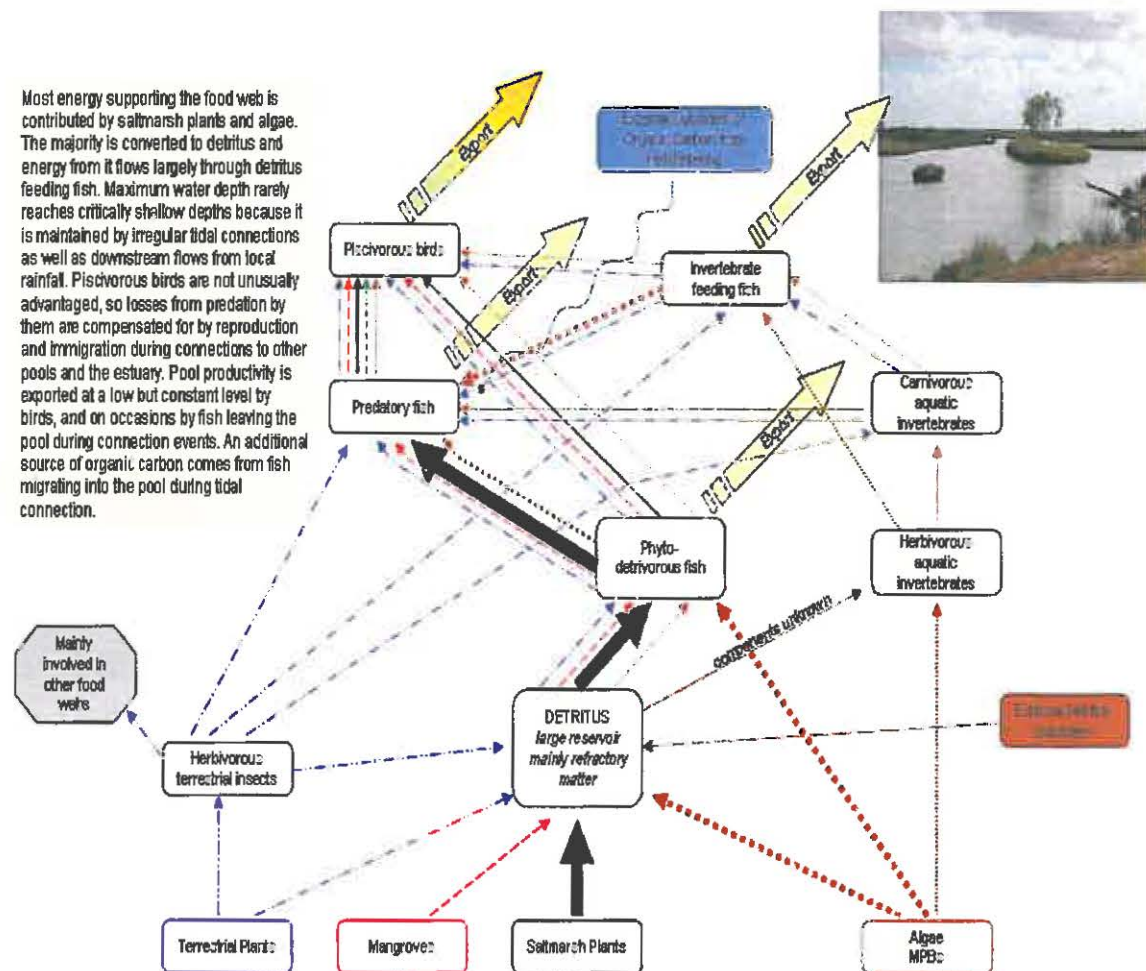 Most energy supporting the food web is
contributed by saltmarsh plants and algae.
The majority is converted to detritus and
energy from it flows largely through detritus
feeding fish. Maximum water depth rarely
reaches critically shallow depths because it
is maintained by irregular tidal connections
as well as downstream flows from local
rainfall. Piscivorous birds are not unusually
advantaged, so losses from predation by
them are compensated for by reproduction
and immigration during connections to other
pools and the estuary. Pool productivity is
exported at a low but constant level by
birds, and on occasions by fish leaving the
pool during connection events. An additional
source of organic carbon comes from fish
migrating into the pool during tidal
connection.
Export
Export
Export
Export
Organic Carbon from
Piscivorous birds
Invertebrate
feeding fish
Predatory fish
Carnivorous
aquatic
invertebrates
Phyto-
detrivorous fish
Herbivorous
aquatic
invertebrates
components unknown
Mainly
involved in
other food
webs
Herbivorous
terrestrial insects
DETRITUS
large reservoir
mainly refractory
matter
Terrestrial Plants
Mangroves
Saltmarsh Plants
Algae
MPBs